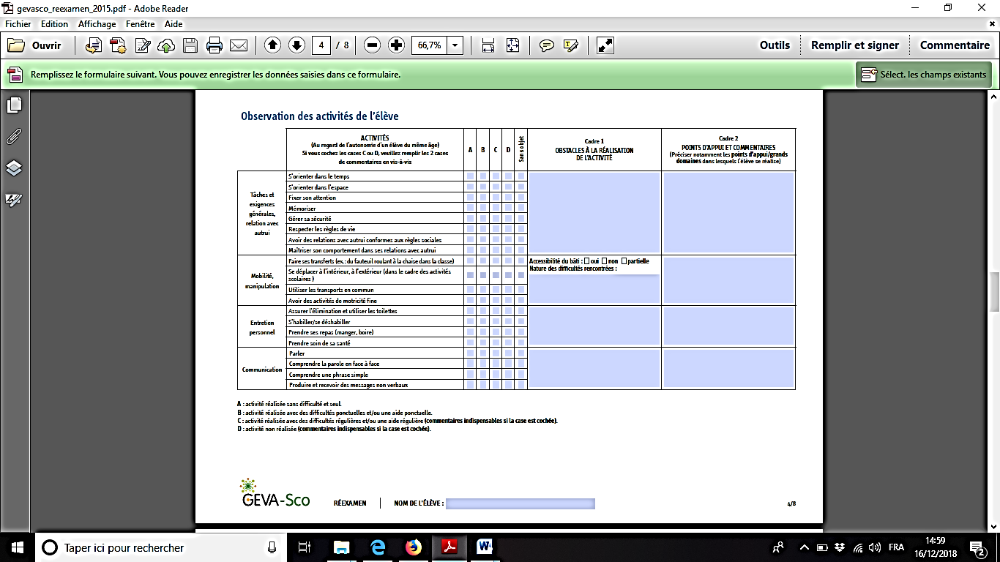 gevasco_reexamen_2015.pdf - Adobe Reader
Fichier Edition Affichage Fenêtre Aide
Ouvrir 4 / 8 66,7% Outils Remplir et signer Commentaire
Remplissez le formulaire suivant. Vous pouvez enregistrer les données saisies dans ce formulaire.
Sélect. les champs existants
Observation des activités de l'élève
ACTIVITÉS
(Au regard de l'autonomie d'un élève du même âge)
Si vous cochez les cases C ou D, veuillez remplir les 2 cases
de commentaires en vis-à-vis
A B C D Sans objet
Cadre 1
OBSTACLES À LA RÉALISATION
DE L'ACTIVITÉ
Cadre 2
POINTS D'APPUI ET COMMENTAIRES
(Préciser notamment les points d'appui/grands
domaines dans lesquels l'élève se réalise)
Tâches et
exigences
générales,
relation avec
autrui
S'orienter dans le temps
S'orienter dans l'espace
Fixer son attention
Mémoriser
Gérer sa sécurité
Respecter les règles de vie
Avoir des relations avec autrui conformes aux règles sociales
Maîtriser son comportement dans ses relations avec autrui
Mobilité,
manipulation
Faire ses transferts (ex.: du fauteuil roulant à la chaise dans la classe)
Se déplacer à l'intérieur, à l'extérieur (dans le cadre des activités
scolaires )
Utiliser les transports en commun
Avoir des activités de motricité fine
Accessibilité du bâti : oui non partielle
Nature des difficultés rencontrées :
Entretien
personnel
Assurer l'élimination et utiliser les toilettes
S'habiller/se déshabiller
Prendre ses repas (manger, boire)
Prendre soin de sa santé
Communication
Parler
Comprendre la parole en face à face
Comprendre une phrase simple
Produire et recevoir des messages non verbaux
A : activité réalisée sans difficulté et seul.
B : activité réalisée avec des difficultés ponctuelles et/ou une aide ponctuelle.
C : activité réalisée avec des difficultés régulières et/ou une aide régulière (commentaires indispensables si la case est cochée).
D : activité non réalisée (commentaires indispensables si la case est cochée).
GEVA-Sco RÉEXAMEN NOM DE L'ÉLÈVE : 4/8
Taper ici pour rechercher
FRA
14:59
16/12/2018
2